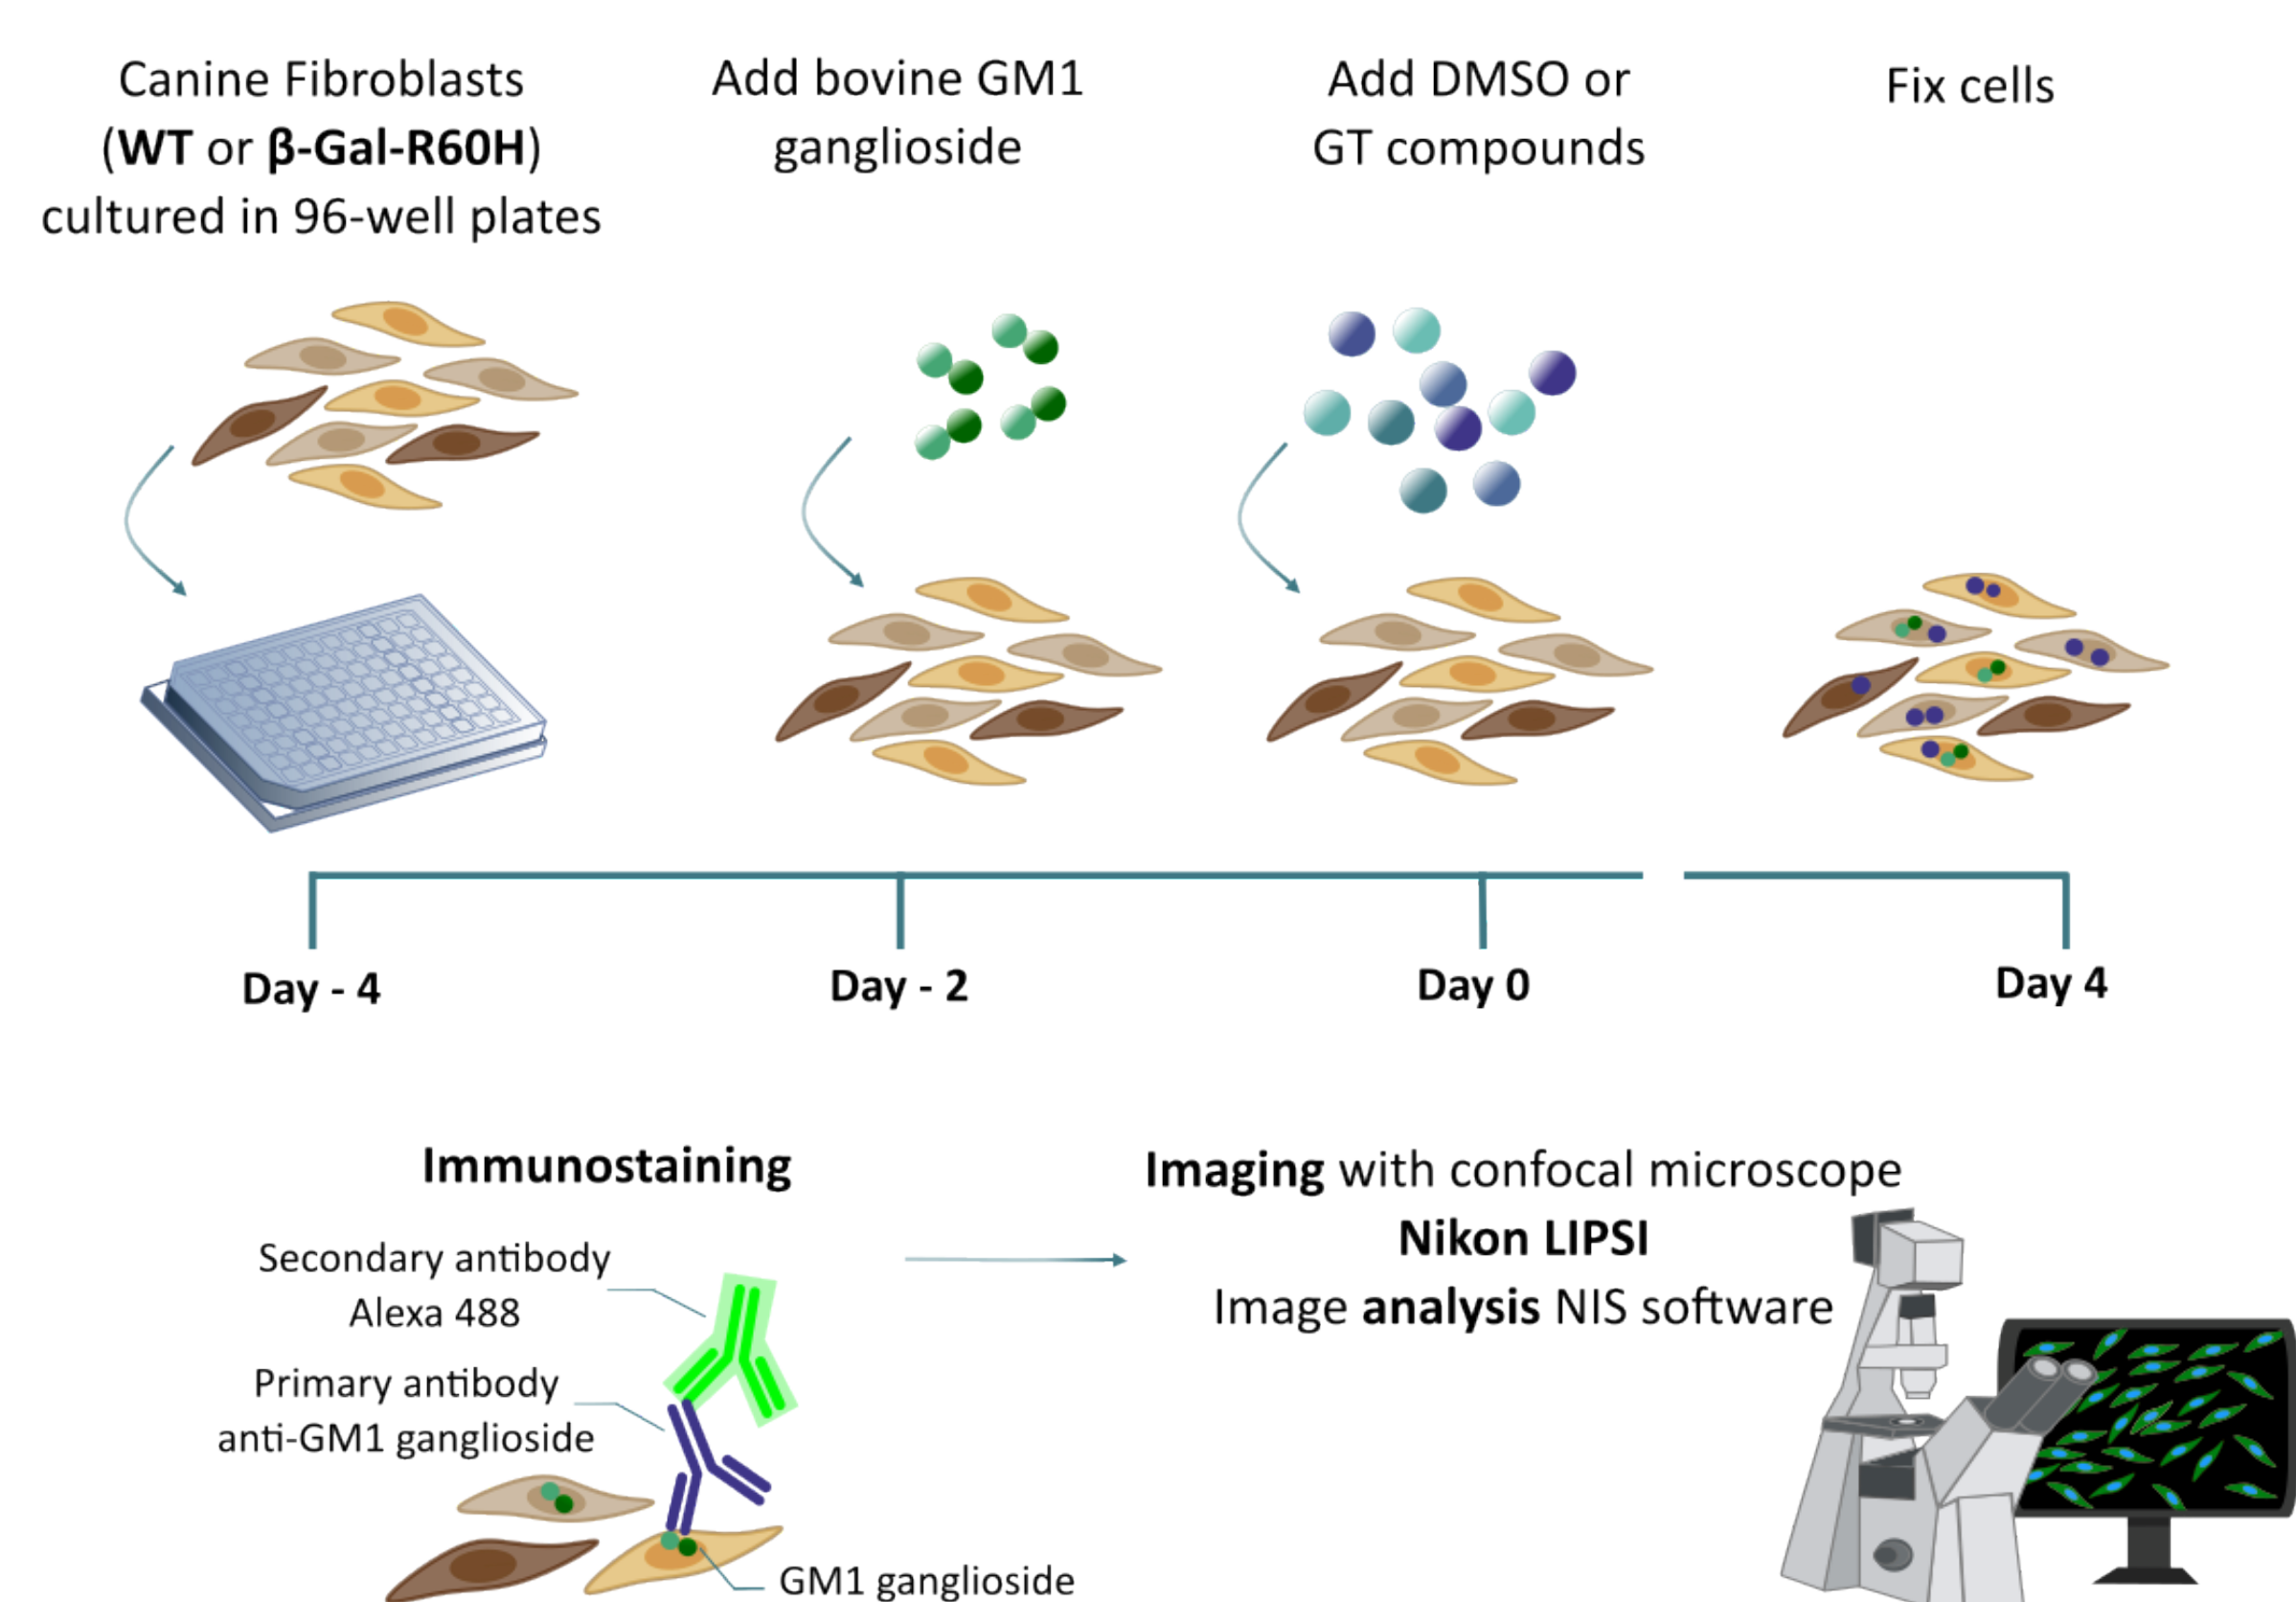 Canine Fibroblasts
(WT or β-Gal-R60H)
cultured in 96-well plates
Add bovine GM1
ganglioside
Add DMSO or
GT compounds
Fix cells
Day - 4
Day - 2
Day 0
Day 4
Immunostaining
Secondary antibody
Alexa 488
Primary antibody
anti-GM1 ganglioside
GM1 ganglioside
Imaging with confocal microscope
Nikon LIPSI
Image analysis NIS software